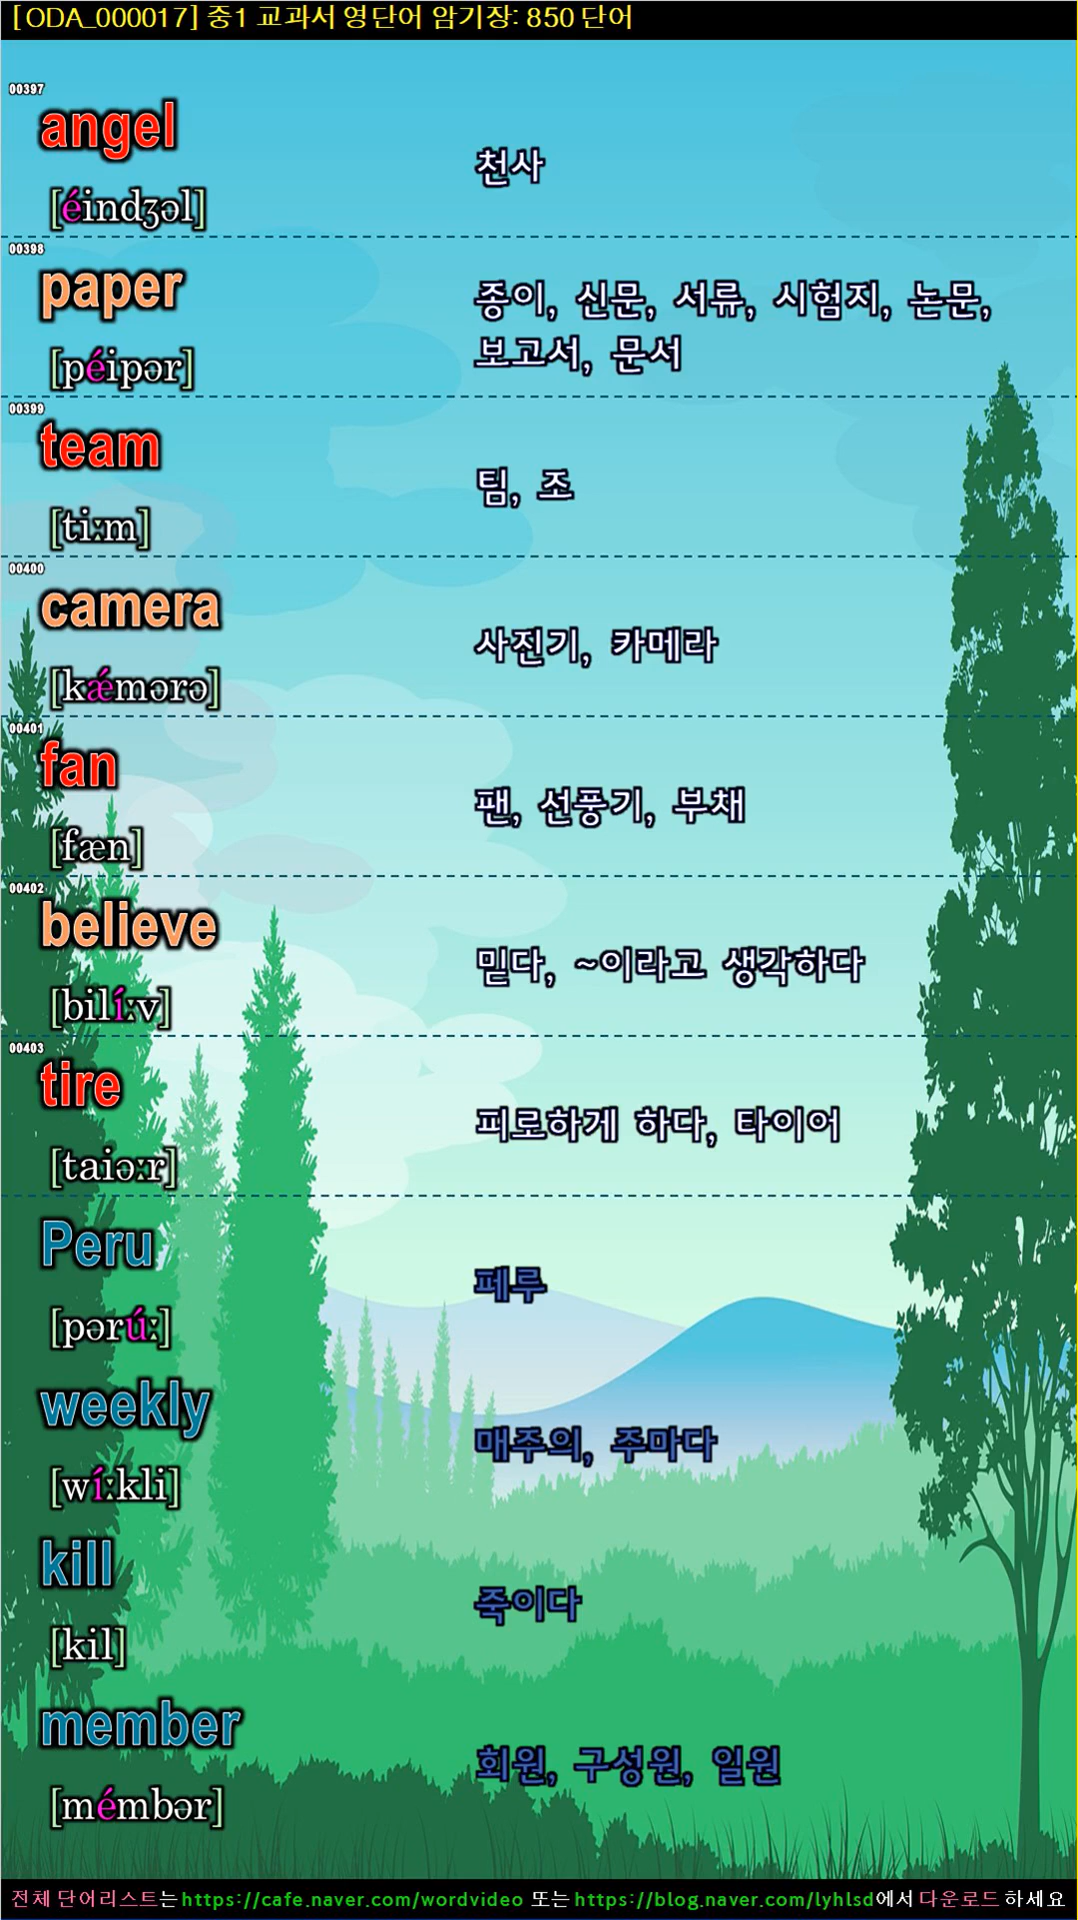 [ODA_000017] 중1 교과서 영단어 암기장: 850 단어
00397
angel
천사
[éindʒəl]
00398
paper
종이, 신문, 서류, 시험지, 논문,
보고서, 문서
[péipər]
00399
team
팀, 조
[tiːm]
00400
camera
사진기, 카메라
[kǽmərə]
00401
fan
팬, 선풍기, 부채
[fæn]
00402
believe
믿다, ~이라고 생각하다
[bilíːv]
00403
tire
피로하게 하다, 타이어
[taiəːr]
Peru
페루
[pərúː]
weekly
매주의, 주마다
[wíːkli]
kill
죽이다
[kil]
member
회원, 구성원, 일원
[mémbər]
전체 단어리스트는 https://cafe.naver.com/wordvideo 또는 https://blog.naver.com/lyhlsd에서 다운로드 하세요